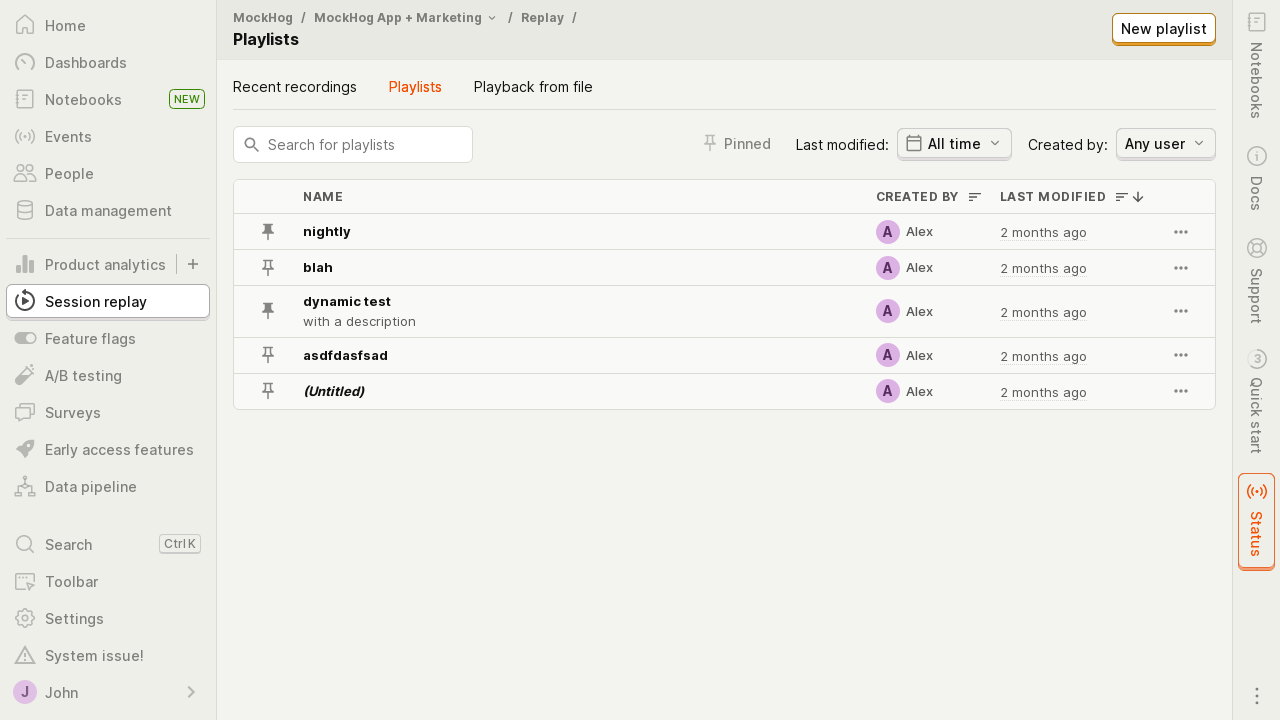 Home
Dashboards
Notebooks NEW
Events
People
Data management
Product analytics
Session replay
Feature flags
A/B testing
Surveys
Early access features
Data pipeline
Search Ctrl K
Toolbar
Settings
System issue!
J John
MockHog / MockHog App + Marketing / Replay /
Playlists
New playlist
Recent recordings Playlists Playback from file
Search for playlists Pinned Last modified: All time Created by: Any user
NAME CREATED BY LAST MODIFIED
nightly A Alex 2 months ago
blah A Alex 2 months ago
dynamic test A Alex 2 months ago
with a description
asdfdasfsad A Alex 2 months ago
(Untitled) A Alex 2 months ago
Notebooks
Docs
Support
3 Quick start
Status